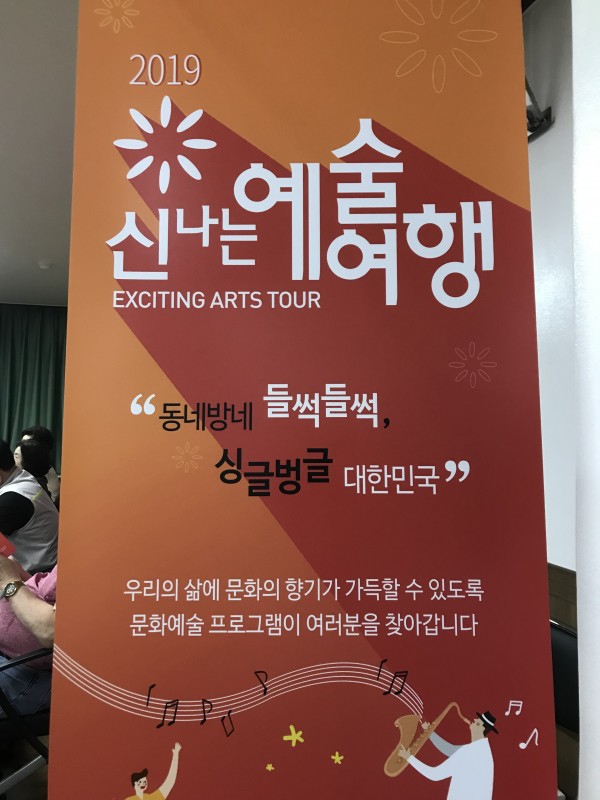 2019
신나는 예술여행
EXCITING ARTS TOUR
“동네방네 들썩들썩,
싱글벙글 대한민국”
우리의 삶에 문화의 향기가 가득할 수 있도록
문화예술 프로그램이 여러분을 찾아갑니다